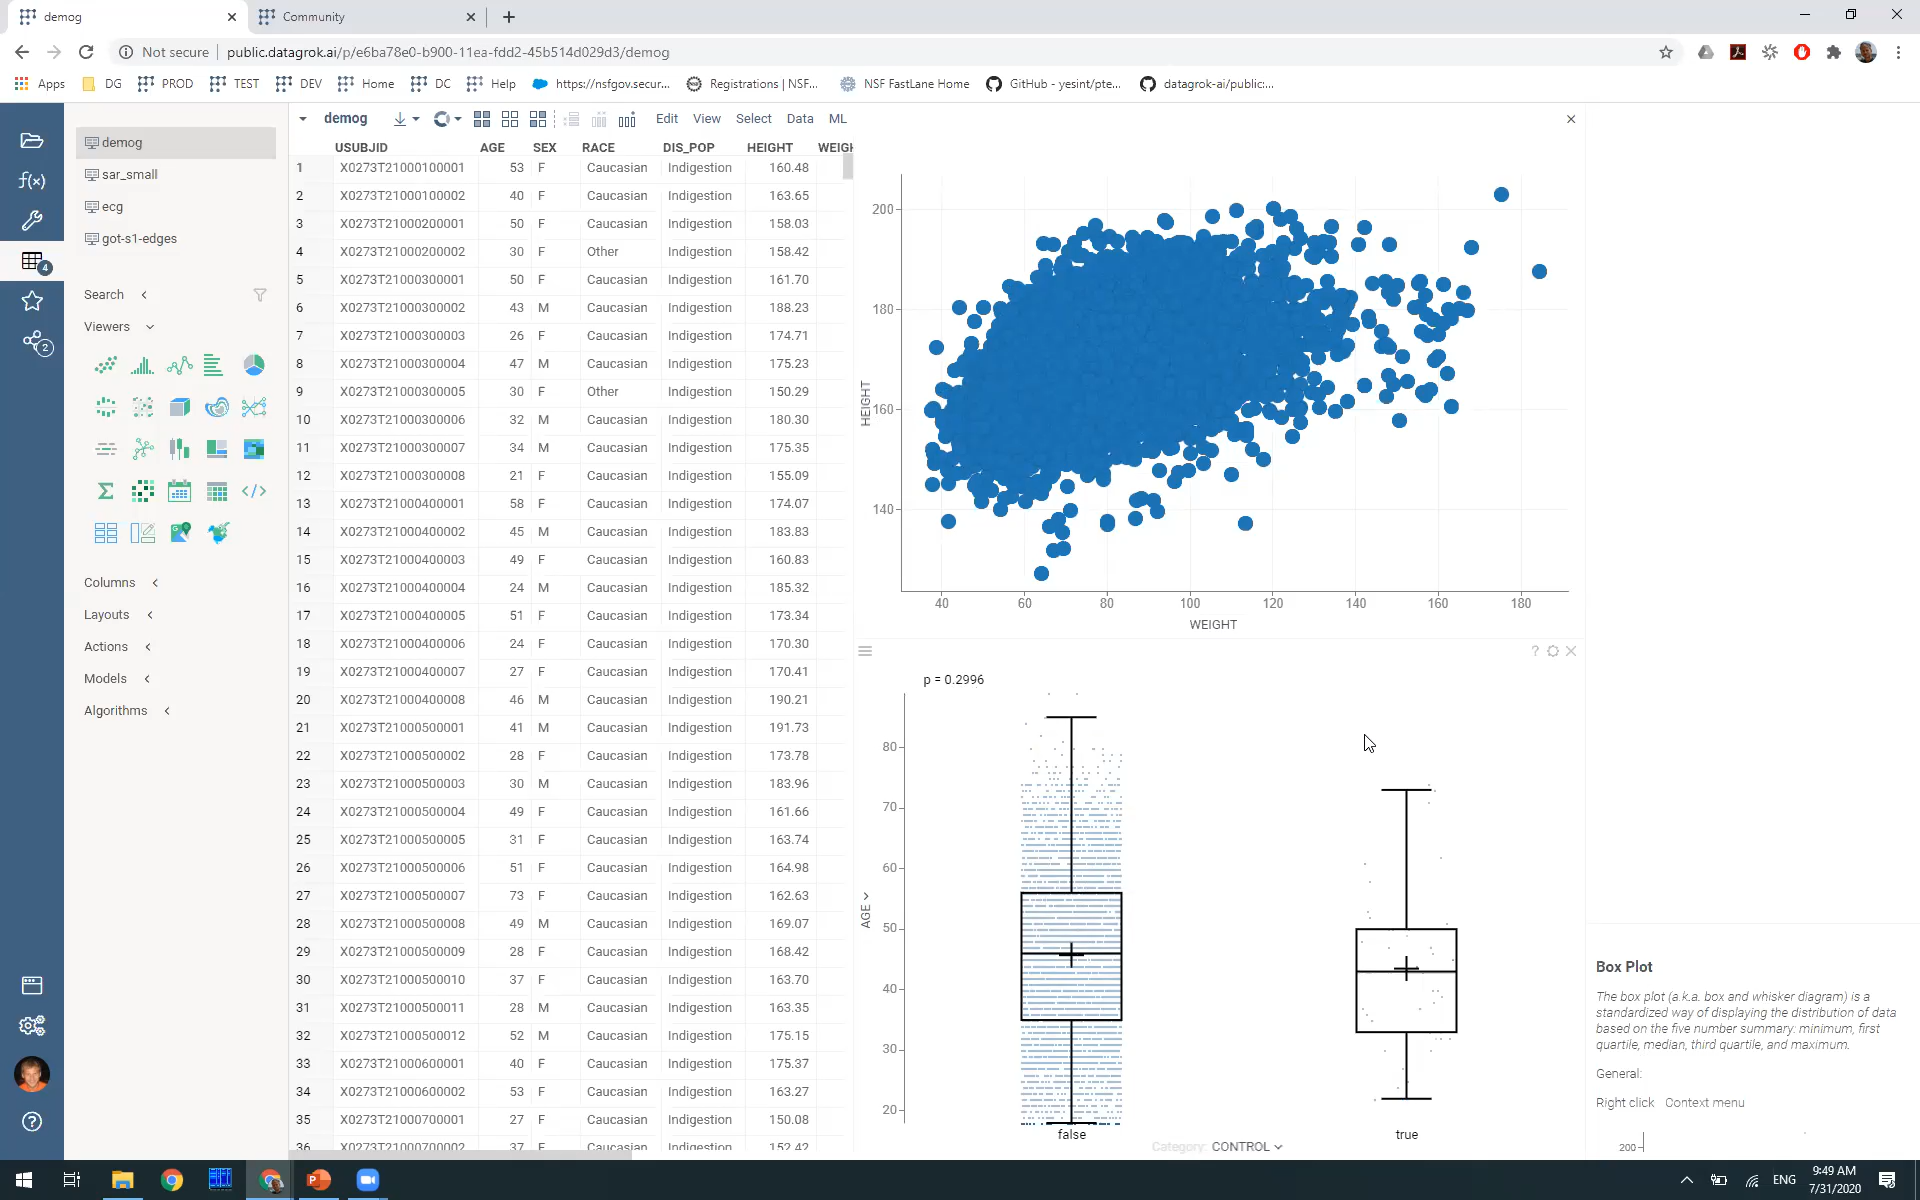 demog
Community
Not secure
public.datagrok.ai/p/e6ba78e0-b900-11ea-fdd2-45b514d029d3/demog
Apps DG PROD TEST DEV Home DC Help https://nsfgov.secur... Registrations | NSF... NSF FastLane Home GitHub - yesint/pte... datagrok-ai/public:...
demog
sar_small
ecg
got-s1-edges
4
2
Search
Viewers
Columns
Layouts
Actions
Models
Algorithms
demog Edit View Select Data ML
USUBJID AGE SEX RACE DIS_POP HEIGHT WEIGH
1 X0273T21000100001 53 F Caucasian Indigestion 160.48
2 X0273T21000100002 40 F Caucasian Indigestion 163.65
3 X0273T21000200001 50 F Caucasian Indigestion 158.03
4 X0273T21000200002 30 F Other Indigestion 158.42
5 X0273T21000300001 50 F Caucasian Indigestion 161.70
6 X0273T21000300002 43 M Caucasian Indigestion 188.23
7 X0273T21000300003 26 F Caucasian Indigestion 174.71
8 X0273T21000300004 47 M Caucasian Indigestion 175.23
9 X0273T21000300005 30 F Other Indigestion 150.29
10 X0273T21000300006 32 M Caucasian Indigestion 180.30
11 X0273T21000300007 34 M Caucasian Indigestion 175.35
12 X0273T21000300008 21 F Caucasian Indigestion 155.09
13 X0273T21000400001 58 F Caucasian Indigestion 174.07
14 X0273T21000400002 45 M Caucasian Indigestion 183.83
15 X0273T21000400003 49 F Caucasian Indigestion 160.83
16 X0273T21000400004 24 M Caucasian Indigestion 185.32
17 X0273T21000400005 51 F Caucasian Indigestion 173.34
18 X0273T21000400006 24 F Caucasian Indigestion 170.30
19 X0273T21000400007 27 F Caucasian Indigestion 170.41
20 X0273T21000400008 46 M Caucasian Indigestion 190.21
21 X0273T21000500001 41 M Caucasian Indigestion 191.73
22 X0273T21000500002 28 F Caucasian Indigestion 173.78
23 X0273T21000500003 30 M Caucasian Indigestion 183.96
24 X0273T21000500004 49 F Caucasian Indigestion 161.66
25 X0273T21000500005 31 F Caucasian Indigestion 163.74
26 X0273T21000500006 51 F Caucasian Indigestion 164.98
27 X0273T21000500007 73 F Caucasian Indigestion 162.63
28 X0273T21000500008 49 M Caucasian Indigestion 169.07
29 X0273T21000500009 28 F Caucasian Indigestion 168.42
30 X0273T21000500010 37 F Caucasian Indigestion 163.70
31 X0273T21000500011 28 M Caucasian Indigestion 163.35
32 X0273T21000500012 52 M Caucasian Indigestion 175.15
33 X0273T21000600001 40 F Caucasian Indigestion 175.37
34 X0273T21000600002 53 F Caucasian Indigestion 163.27
35 X0273T21000700001 27 F Caucasian Indigestion 150.08
36 X0273T21000700002 37 F Caucasian Indigestion 152.42
200
180
160
140
HEIGHT
40 60 80 100 120 140 160 180
WEIGHT
p = 0.2996
80
70
60
50
40
30
20
AGE
false true
Category: CONTROL
Box Plot
The box plot (a.k.a. box and whisker diagram) is a
standardized way of displaying the distribution of data
based on the five number summary: minimum, first
quartile, median, third quartile, and maximum.
General:
Right click Context menu
200
ENG
9:49 AM
7/31/2020